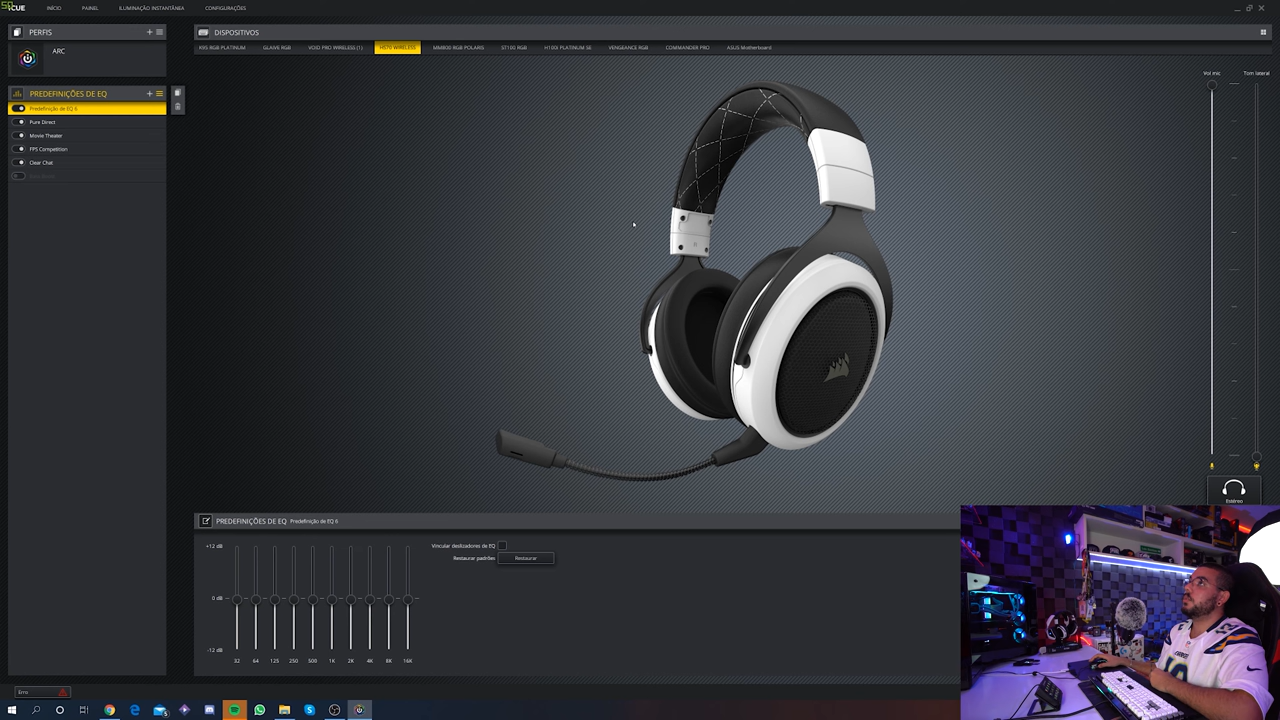 iCUE
INÍCIO
PAINEL
ILUMINAÇÃO INSTANTÂNEA
CONFIGURAÇÕES
PERFIS
ARC
PREDEFINIÇÕES DE EQ
Predefinição de EQ 6
Pure Direct
Movie Theater
FPS Competition
Clear Chat
DISPOSITIVOS
K95 RGB PLATINUM
GLAIVE RGB
VOID PRO WIRELESS (1)
HS70 WIRELESS
MM800 RGB POLARIS
ST100 RGB
H100i PLATINUM SE
VENGEANCE RGB
COMMANDER PRO
ASUS Motherboard
Vol mic
Tom lateral
Estéreo
PREDEFINIÇÕES DE EQ Predefinição de EQ 6
+12 dB
0 dB
-12 dB
32 64 125 250 500 1K 2K 4K 8K 16K
Vincular deslizadores de EQ
Restaurar padrões
Restaurar
Erro